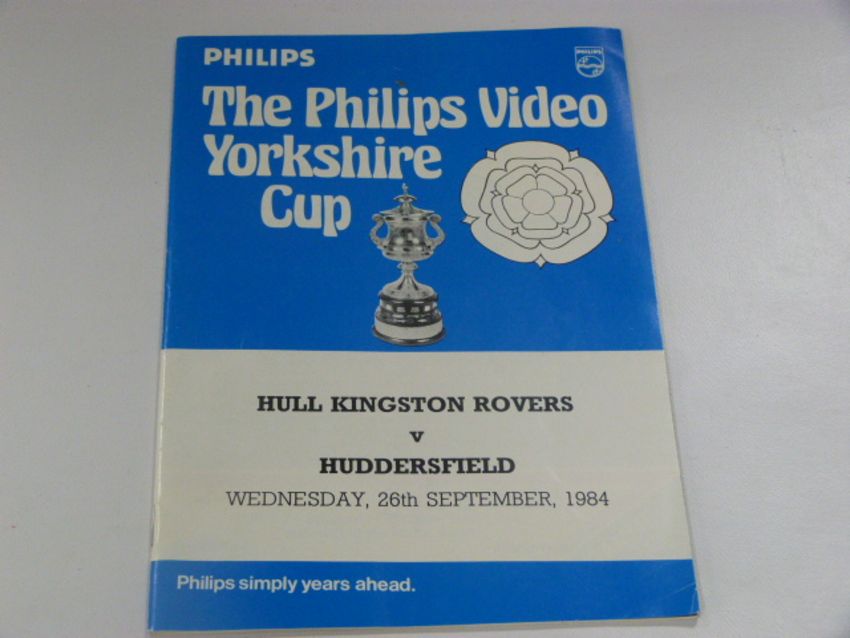 PHILIPS
PHILIPS
The Philips Video
Yorkshire
Cup
HULL KINGSTON ROVERS
v
HUDDERSFIELD
WEDNESDAY, 26th SEPTEMBER, 1984
Philips simply years ahead.